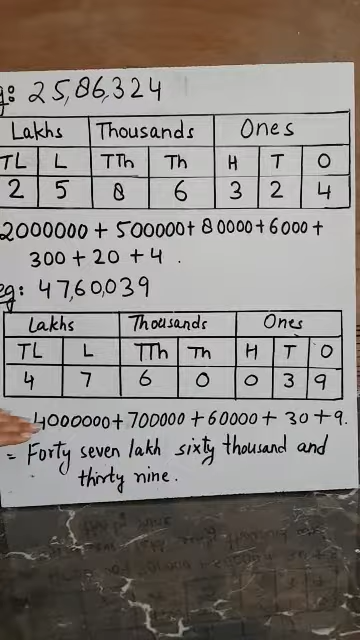 g: 25,86,324
Lakhs Thousands Ones
TL L TTh Th H T O
2 5 8 6 3 2 4
2000000 + 500000 + 80000 + 6000 +
300 + 20 + 4.
eg: 47,60,039
Lakhs Thousands Ones
TL L TTh Th H T O
4 7 6 0 0 3 9
4000000 + 700000 + 60000 + 30 + 9.
= Forty seven lakh sixty thousand and
thirty nine.